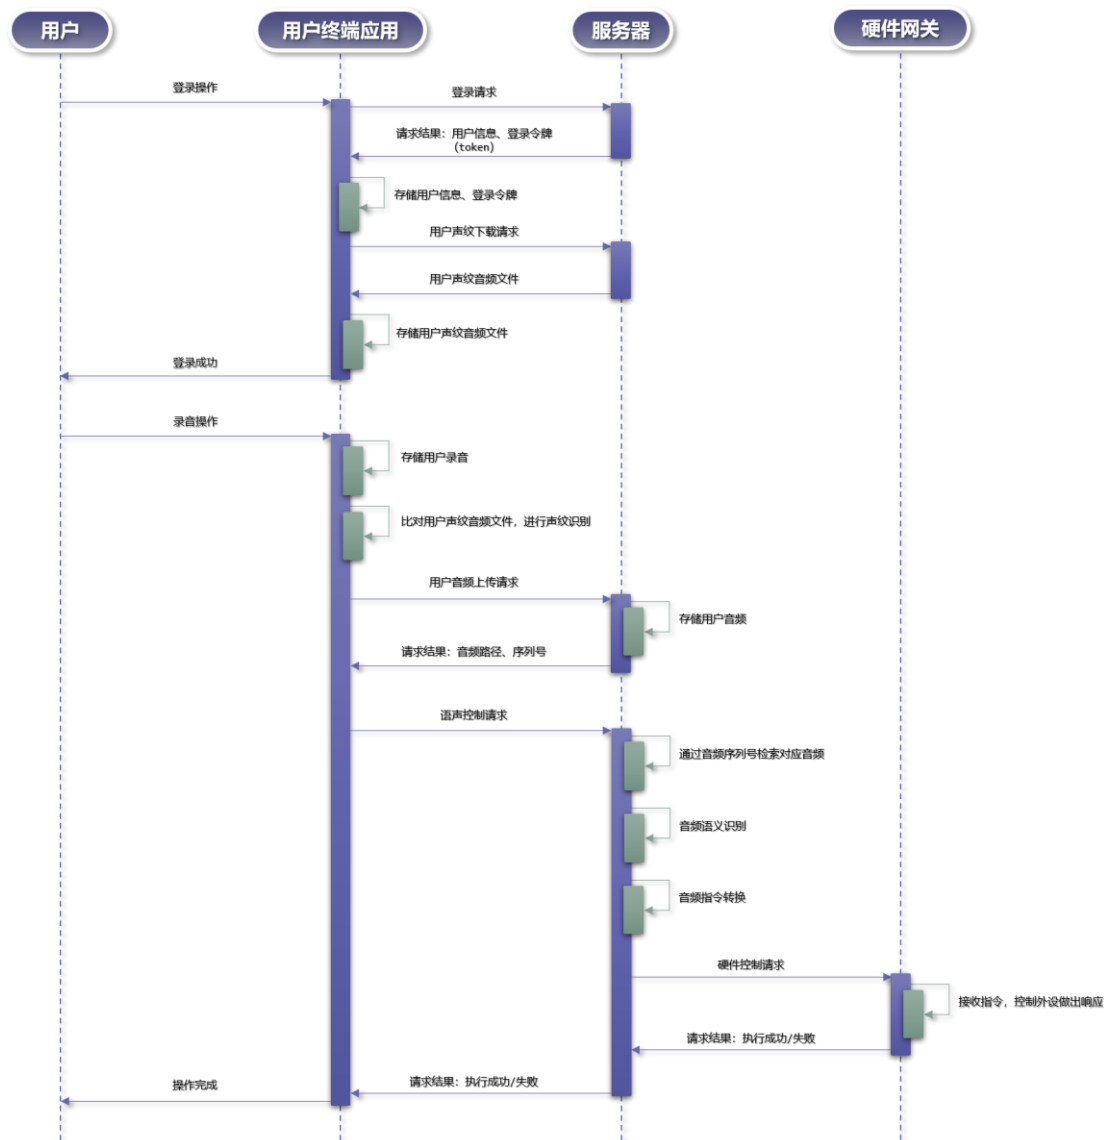 用户
用户终端应用
服务器
硬件网关
登录操作
登录请求
请求结果：用户信息、登录令牌
(token)
存储用户信息、登录令牌
用户声纹下载请求
用户声纹音频文件
存储用户声纹音频文件
登录成功
录音操作
存储用户录音
比对用户声纹音频文件，进行声纹识别
用户音频上传请求
存储用户音频
请求结果：音频路径、序列号
语声控制请求
通过音频序列号检索对应音频
音频语义识别
音频指令转换
硬件控制请求
接收指令，控制外设做出响应
请求结果：执行成功/失败
请求结果：执行成功/失败
操作完成